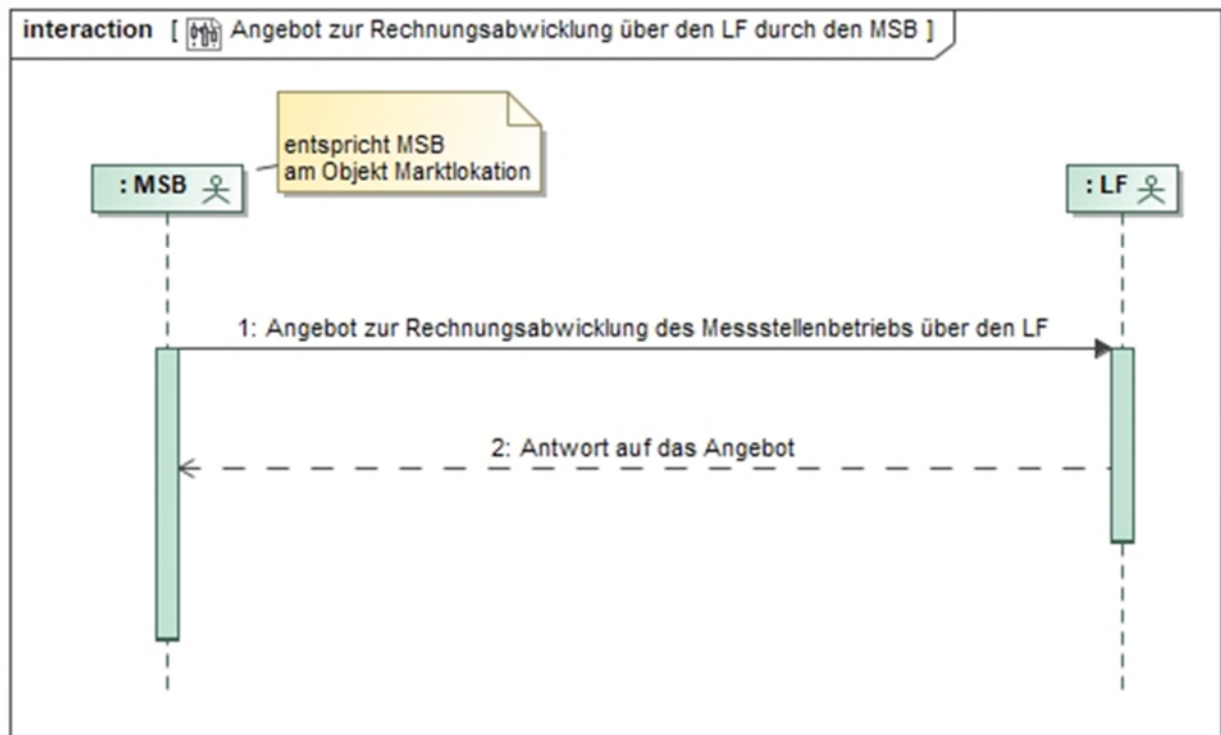 interaction [ Angebot zur Rechnungsabwicklung über den LF durch den MSB ]
entspricht MSB
am Objekt Marktlokation
: MSB
: LF
1: Angebot zur Rechnungsabwicklung des Messstellenbetriebs über den LF
2: Antwort auf das Angebot